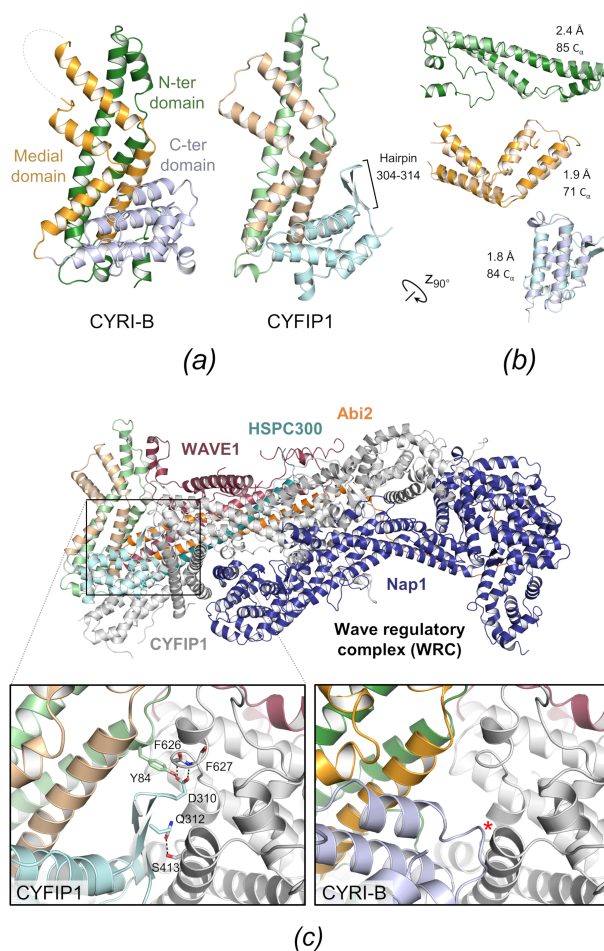 N-ter
domain
Medial
domain
C-ter
domain
CYRI-B
CYFIP1
Hairpin
304-314
(a)
2.4 Å
85 Cα
1.9 Å
71 Cα
1.8 Å
84 Cα
Z90°
(b)
Abi2
HSPC300
WAVE1
Nap1
CYFIP1
Wave regulatory
complex (WRC)
F626
F627
Y84
D310
Q312
S413
CYFIP1
*
CYRI-B
(c)